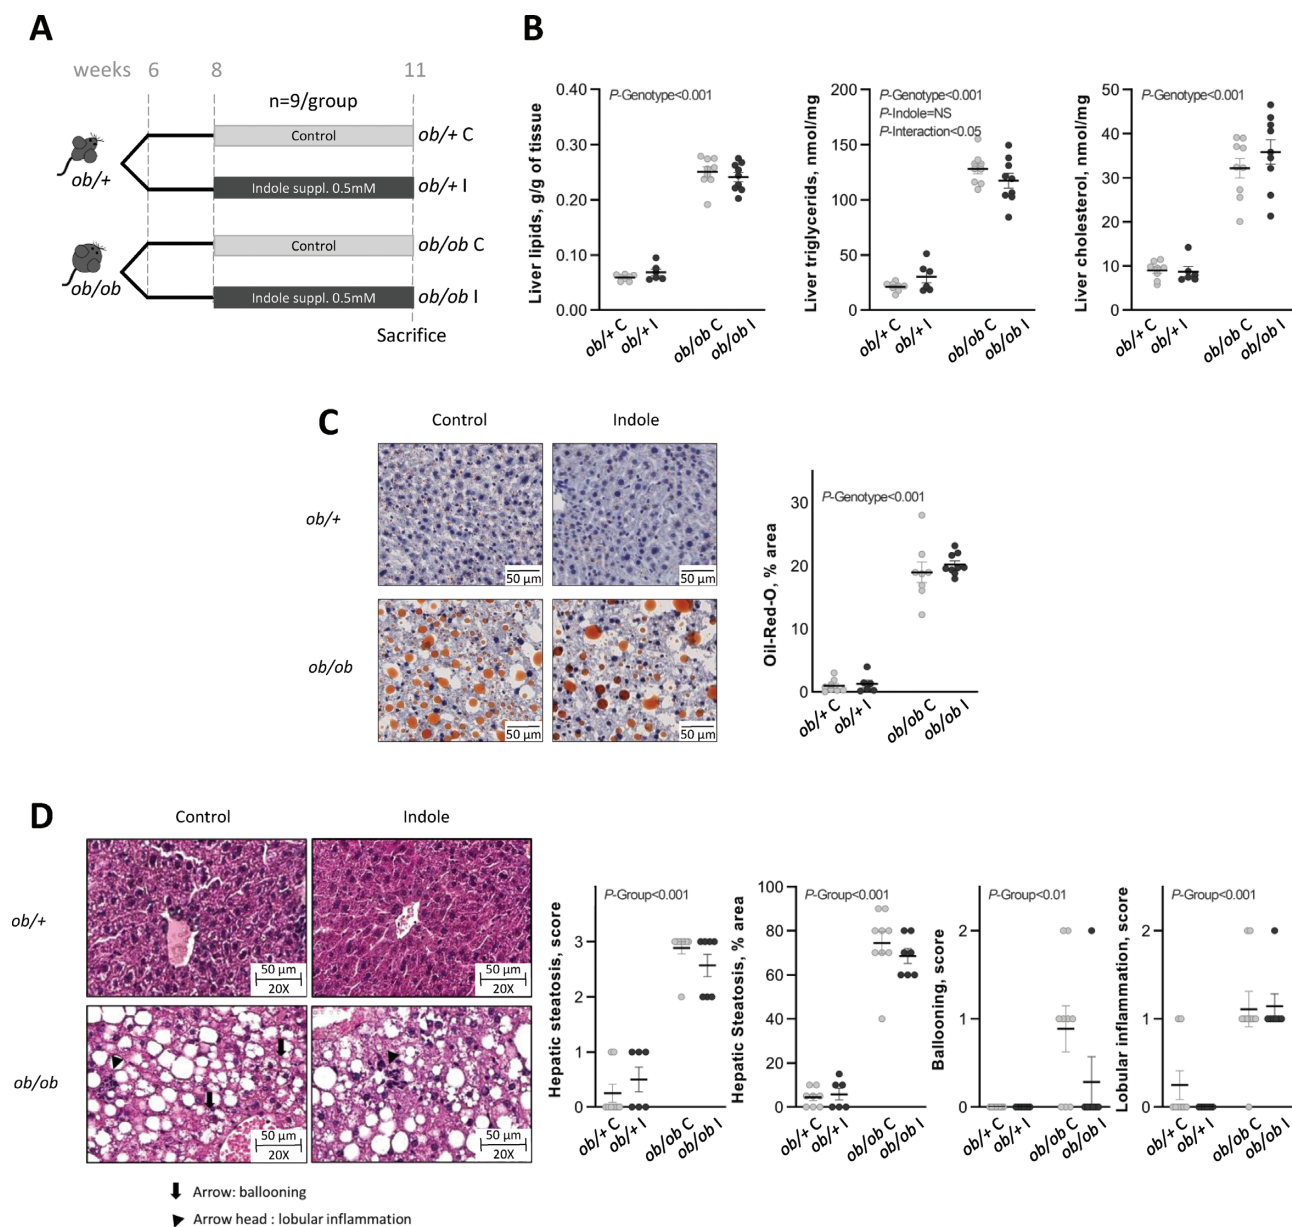 A
weeks 6 8 11
n=9/group
Control
ob/+ C
ob/+
Indole suppl. 0.5mM
ob/+ I
Control
ob/ob C
ob/ob
Indole suppl. 0.5mM
ob/ob I
Sacrifice
B
Liver lipids, g/g of tissue
0.40
0.30
0.20
0.10
0.00
P-Genotype<0.001
ob/+ C
ob/+ I
ob/ob C
ob/ob I
Liver triglycerids, nmol/mg
200
150
100
50
0
P-Genotype<0.001
P-Indole=NS
P-Interaction<0.05
ob/+ C
ob/+ I
ob/ob C
ob/ob I
Liver cholesterol, nmol/mg
50
40
30
20
10
0
P-Genotype<0.001
ob/+ C
ob/+ I
ob/ob C
ob/ob I
C
Control Indole
ob/+
50 µm
50 µm
ob/ob
50 µm
50 µm
Oil-Red-O, % area
30
20
10
0
P-Genotype<0.001
ob/+ C
ob/+ I
ob/ob C
ob/ob I
D
Control Indole
ob/+
50 µm
20X
50 µm
20X
ob/ob
50 µm
20X
50 µm
20X
Arrow: ballooning
Arrow head : lobular inflammation
Hepatic steatosis, score
3
2
1
0
P-Group<0.001
ob/+ C
ob/+ I
ob/ob C
ob/ob I
Hepatic Steatosis, % area
100
80
60
40
20
0
P-Group<0.001
ob/+ C
ob/+ I
ob/ob C
ob/ob I
Ballooning, score
2
1
0
P-Group<0.01
ob/+ C
ob/+ I
ob/ob C
ob/ob I
Lobular inflammation, score
2
1
0
P-Group<0.001
ob/+ C
ob/+ I
ob/ob C
ob/ob I